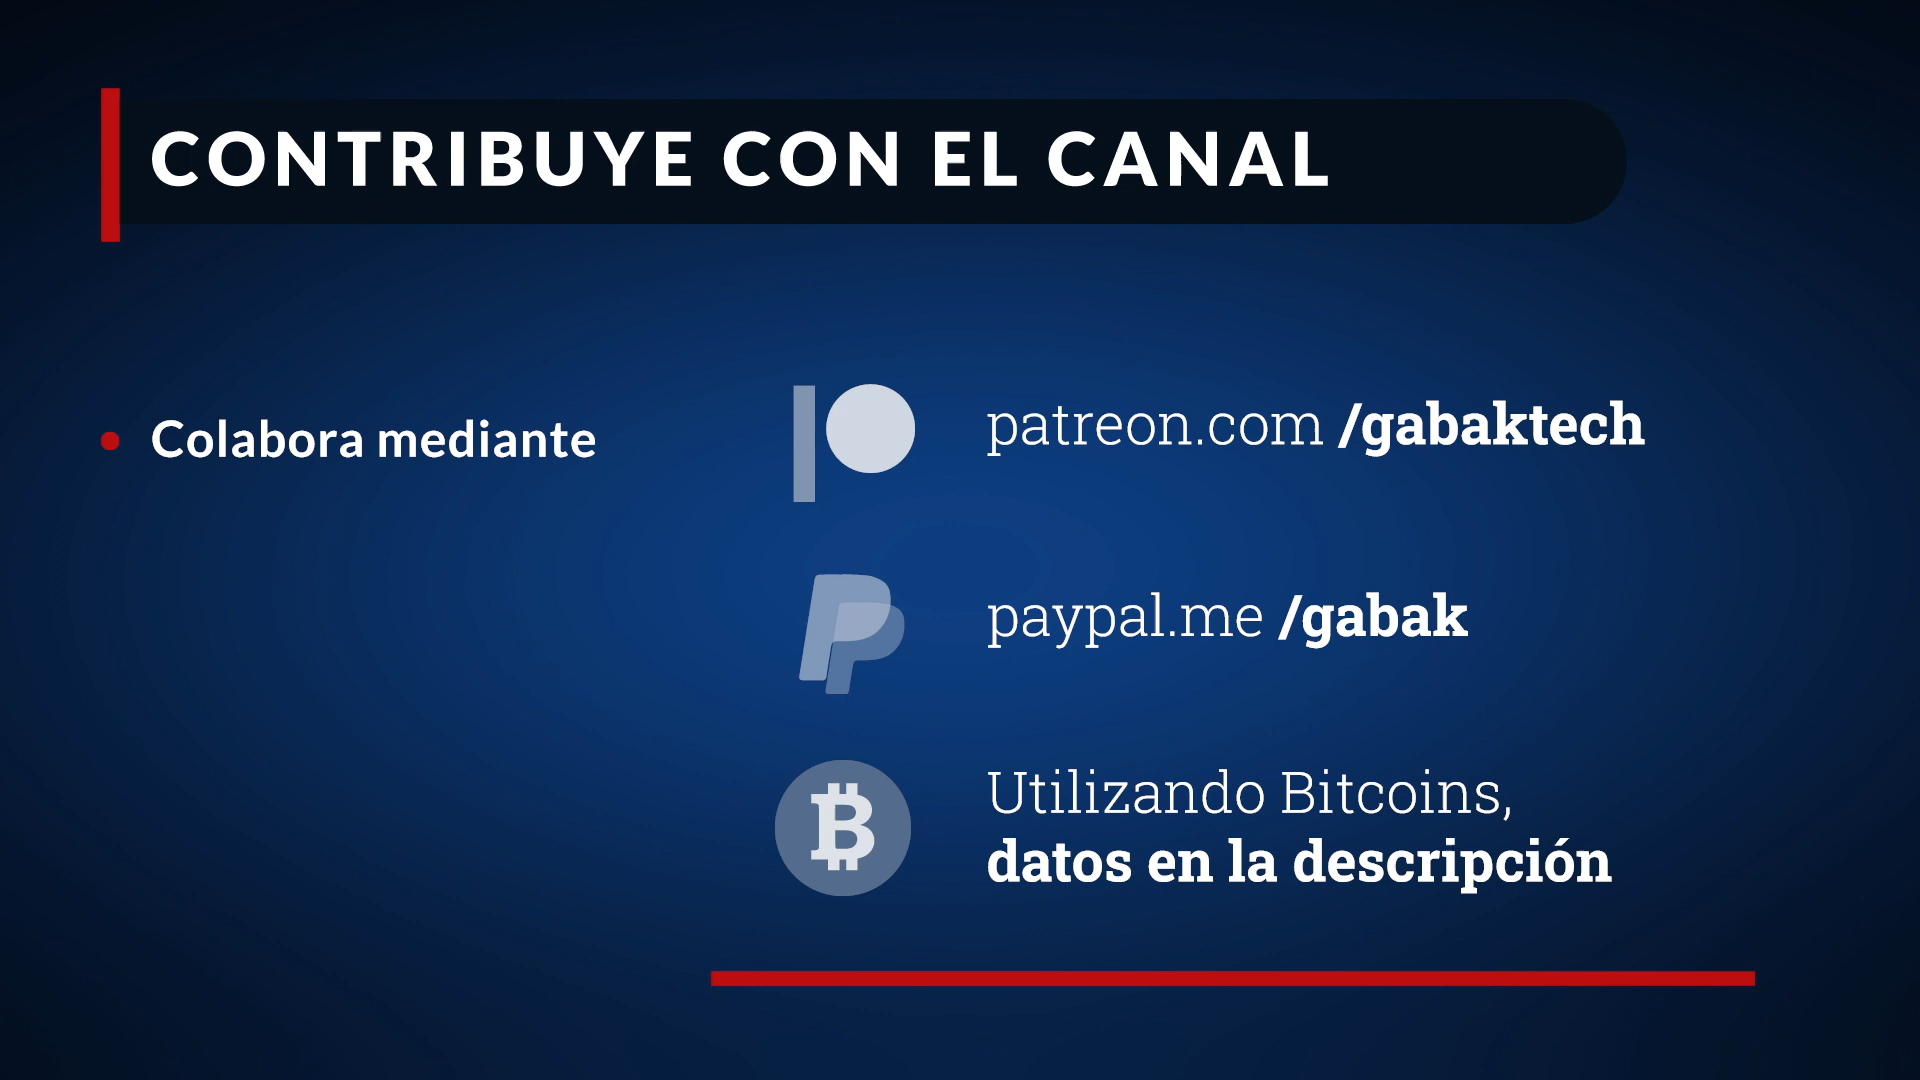 CONTRIBUYE CON EL CANAL
Colabora mediante
patreon.com /gabaktech
paypal.me /gabak
Utilizando Bitcoins,
datos en la descripción